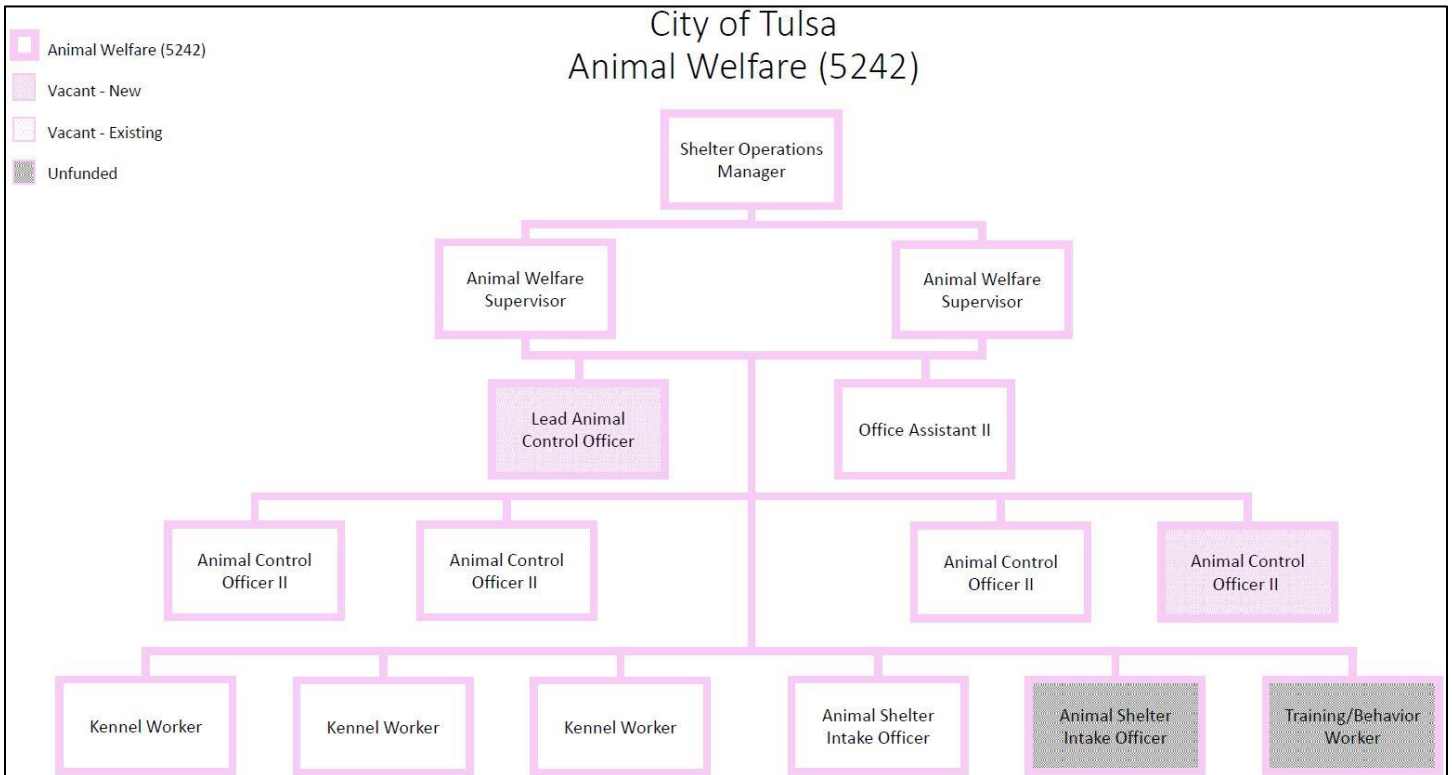 City of Tulsa
Animal Welfare (5242)
Animal Welfare (5242)
Vacant - New
Vacant - Existing
Unfunded
Shelter Operations
Manager
Animal Welfare
Supervisor
Animal Welfare
Supervisor
Lead Animal
Control Officer
Office Assistant II
Animal Control
Officer II
Animal Control
Officer II
Animal Control
Officer II
Animal Control
Officer II
Kennel Worker
Kennel Worker
Kennel Worker
Animal Shelter
Intake Officer
Animal Shelter
Intake Officer
Training/Behavior
Worker